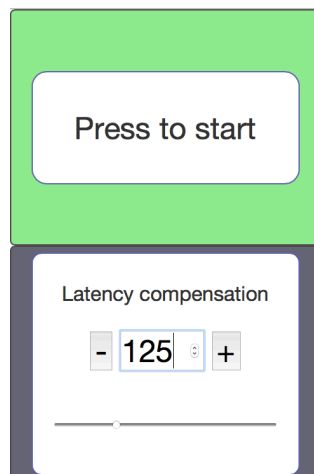 Press to start
Latency compensation
- 125 +